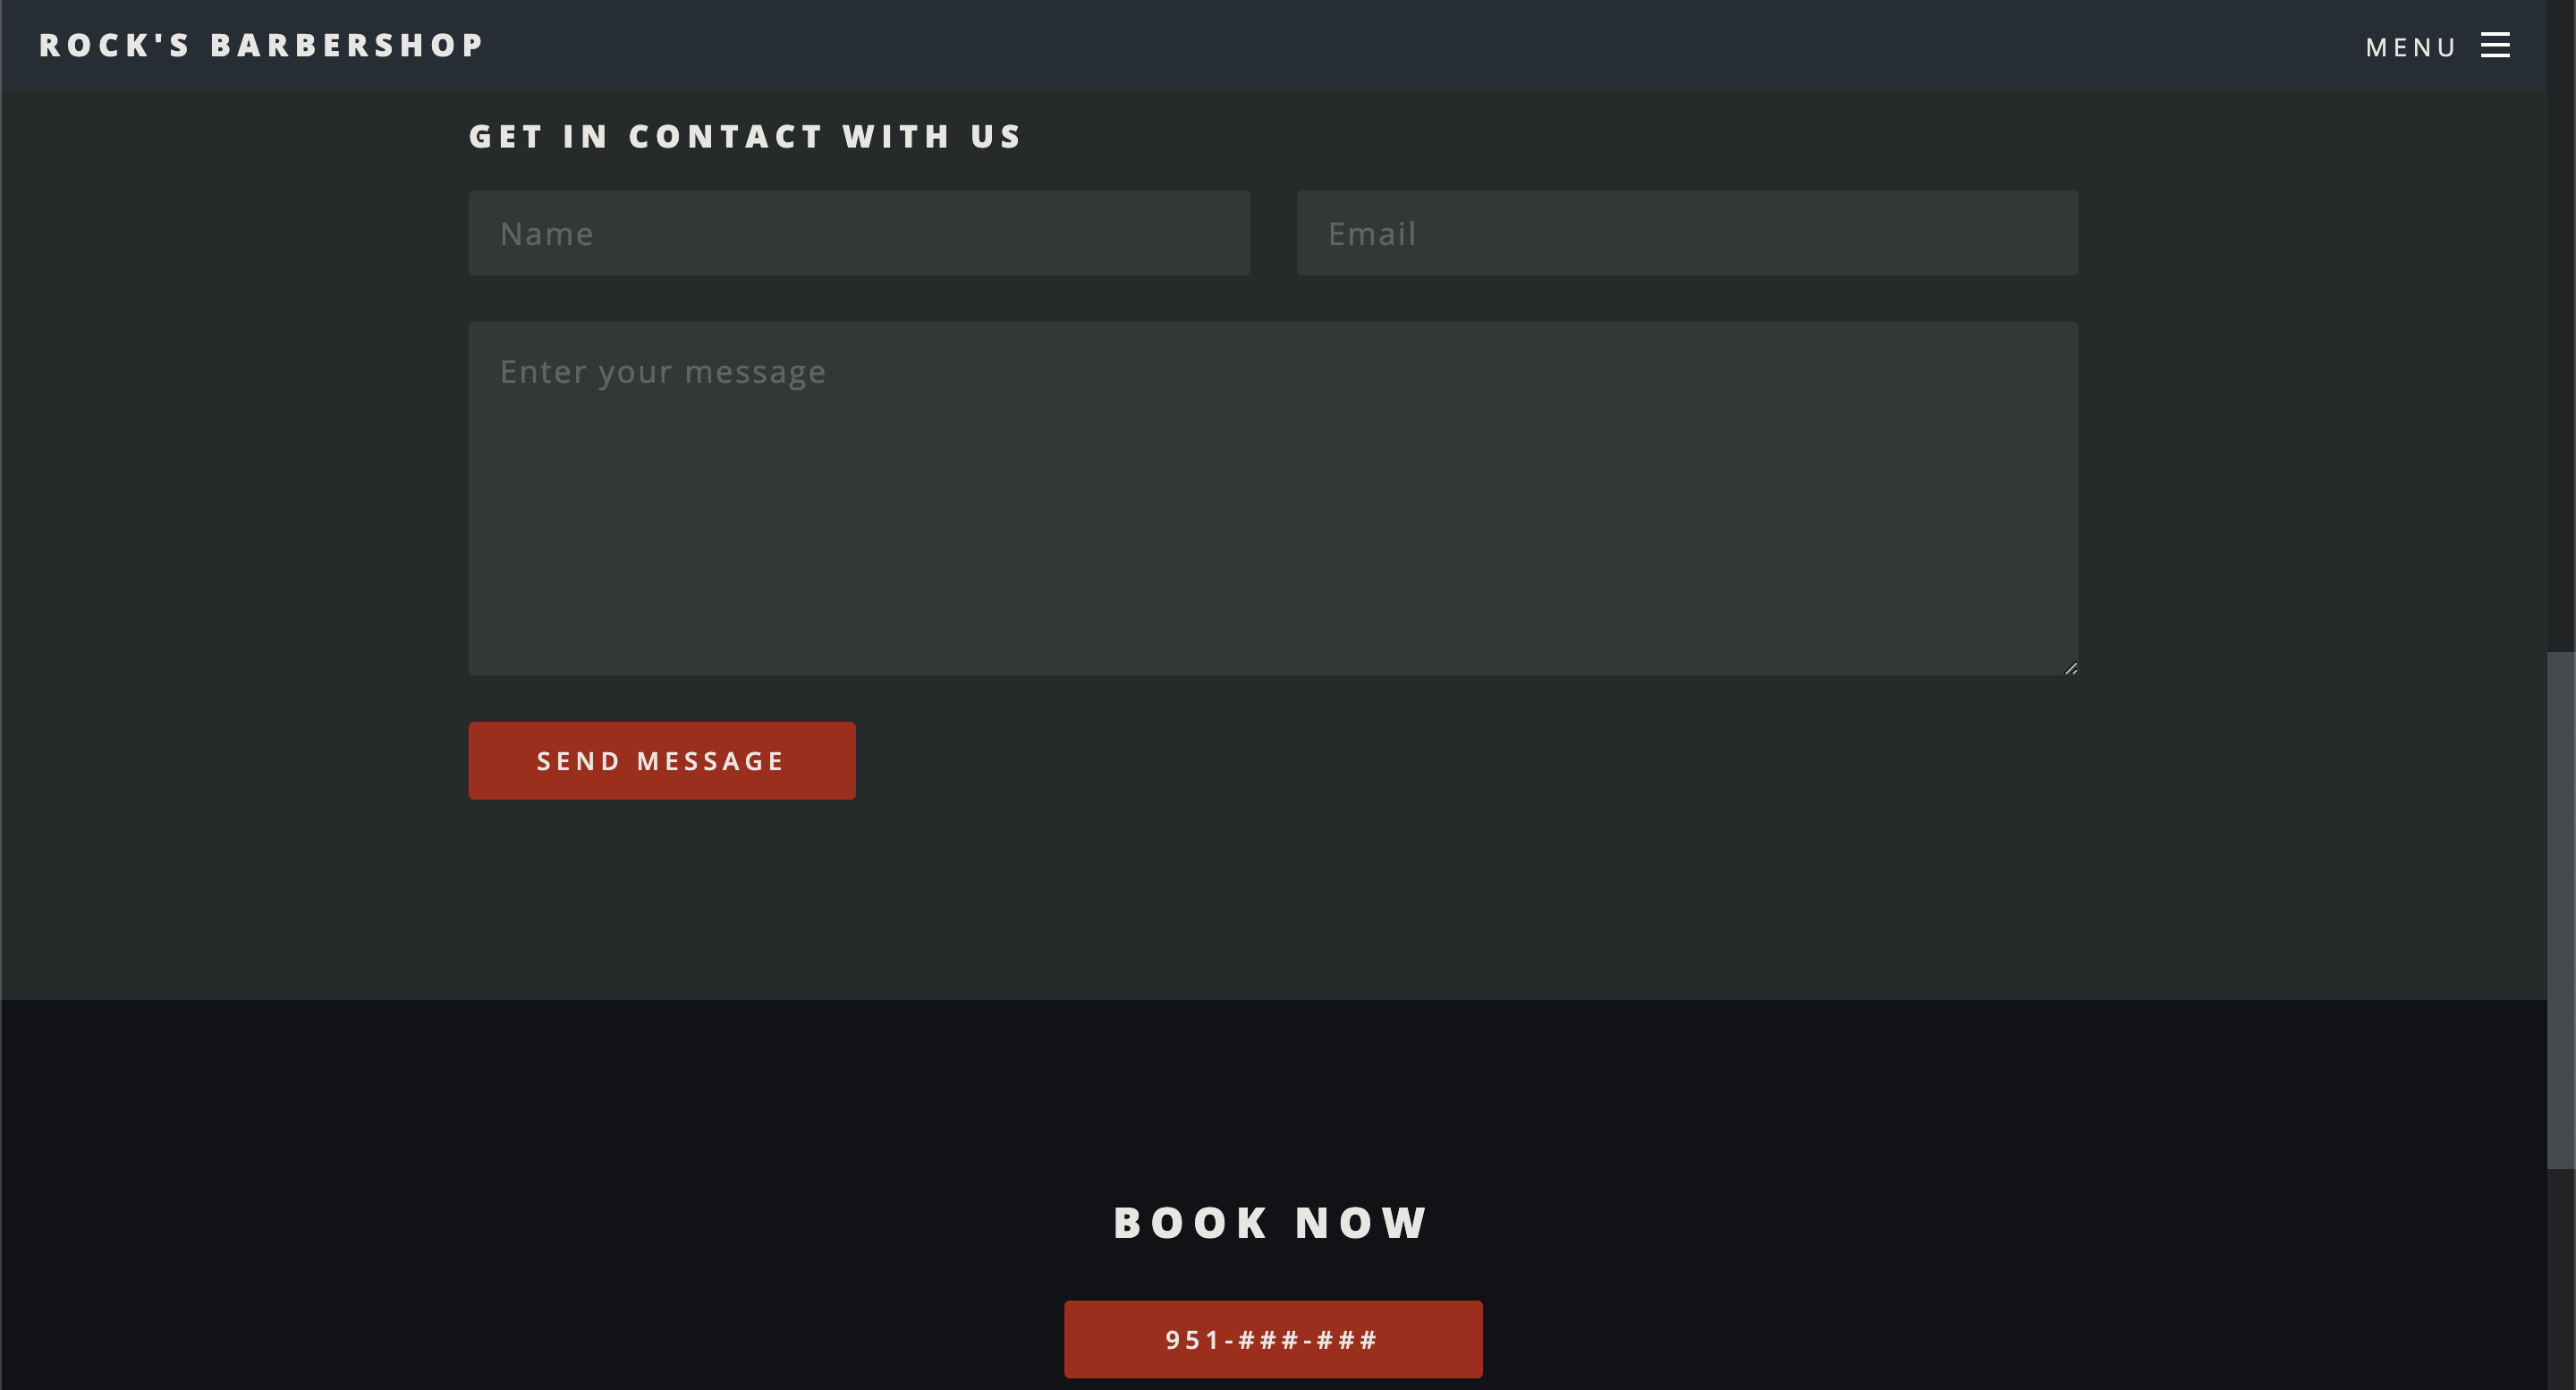 ROCK'S BARBERSHOP
MENU
GET IN CONTACT WITH US
Name
Email
Enter your message
SEND MESSAGE
BOOK NOW
951-###-###